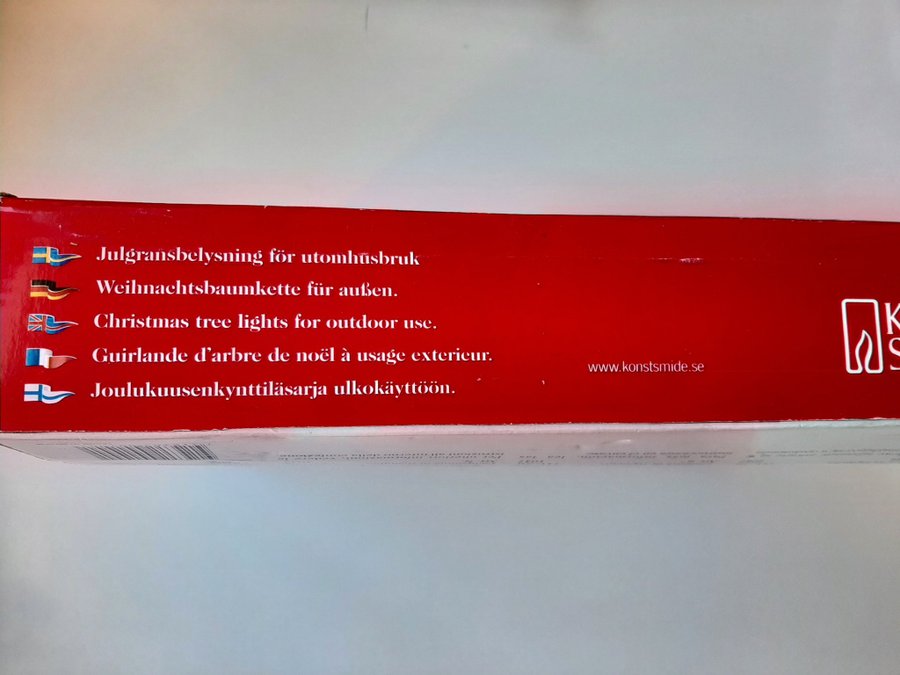 Julgransbelysning för utomhusbruk
Weihnachtsbaumkette für außen.
Christmas tree lights for outdoor use.
Guirlande d'arbre de noël à usage exterieur.
Joulukuusenkynttiläsarja ulkokäyttöön.
www.konstsmide.se
K
S